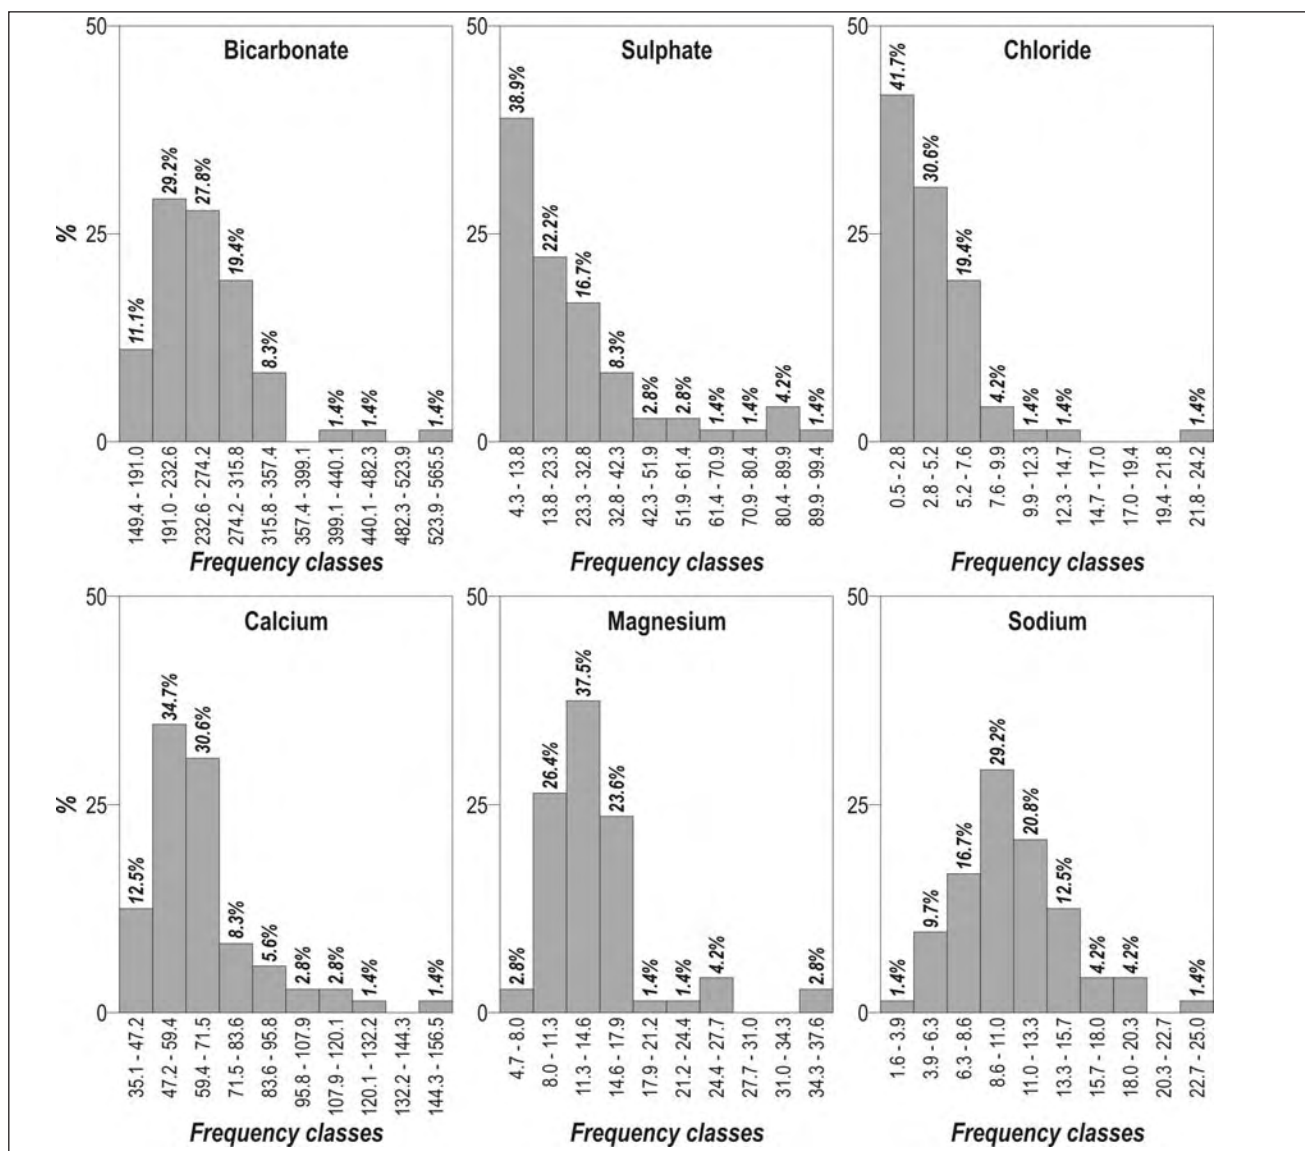 Bicarbonate
50
25
0
%
11.1%
29.2%
27.8%
19.4%
8.3%
1.4%
1.4%
1.4%
149.4 - 191.0
191.0 - 232.6
232.6 - 274.2
274.2 - 315.8
315.8 - 357.4
357.4 - 399.1
399.1 - 440.1
440.1 - 482.3
482.3 - 523.9
523.9 - 565.5
Frequency classes
Sulphate
50
25
0
38.9%
22.2%
16.7%
8.3%
2.8%
2.8%
1.4%
1.4%
4.2%
1.4%
4.3 - 13.8
13.8 - 23.3
23.3 - 32.8
32.8 - 42.3
42.3 - 51.9
51.9 - 61.4
61.4 - 70.9
70.9 - 80.4
80.4 - 89.9
89.9 - 99.4
Frequency classes
Chloride
50
25
0
41.7%
30.6%
19.4%
4.2%
1.4%
1.4%
1.4%
0.5 - 2.8
2.8 - 5.2
5.2 - 7.6
7.6 - 9.9
9.9 - 12.3
12.3 - 14.7
14.7 - 17.0
17.0 - 19.4
19.4 - 21.8
21.8 - 24.2
Frequency classes
Calcium
50
25
0
%
12.5%
34.7%
30.6%
8.3%
5.6%
2.8%
2.8%
1.4%
1.4%
35.1 - 47.2
47.2 - 59.4
59.4 - 71.5
71.5 - 83.6
83.6 - 95.8
95.8 - 107.9
107.9 - 120.1
120.1 - 132.2
132.2 - 144.3
144.3 - 156.5
Frequency classes
Magnesium
50
25
0
2.8%
26.4%
37.5%
23.6%
1.4%
1.4%
4.2%
2.8%
4.7 - 8.0
8.0 - 11.3
11.3 - 14.6
14.6 - 17.9
17.9 - 21.2
21.2 - 24.4
24.4 - 27.7
27.7 - 31.0
31.0 - 34.3
34.3 - 37.6
Frequency classes
Sodium
50
25
0
1.4%
9.7%
16.7%
29.2%
20.8%
12.5%
4.2%
4.2%
1.4%
1.6 - 3.9
3.9 - 6.3
6.3 - 8.6
8.6 - 11.0
11.0 - 13.3
13.3 - 15.7
15.7 - 18.0
18.0 - 20.3
20.3 - 22.7
22.7 - 25.0
Frequency classes